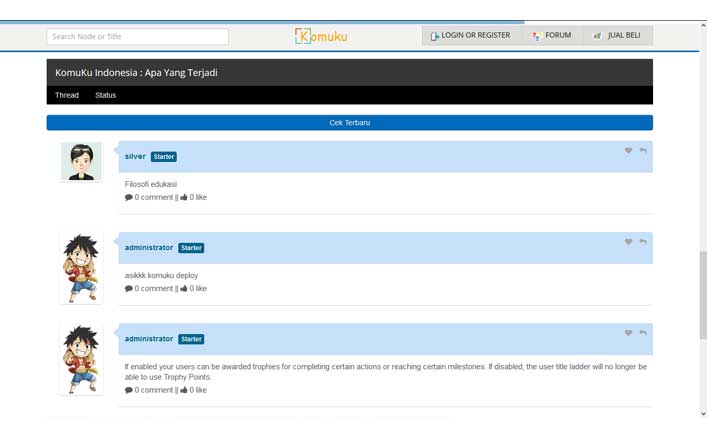 Search Node or Title
Komuku
LOGIN OR REGISTER
FORUM
JUAL BELI
KomuKu Indonesia : Apa Yang Terjadi
Thread Status
Cek Terbaru
silver Starter
Filosofi edukasi
0 comment || 0 like
administrator Starter
asikkk komuku deploy
0 comment || 0 like
administrator Starter
If enabled your users can be awarded trophies for completing certain actions or reaching certain milestones. If disabled, the user title ladder will no longer be
able to use Trophy Points.
0 comment || 0 like